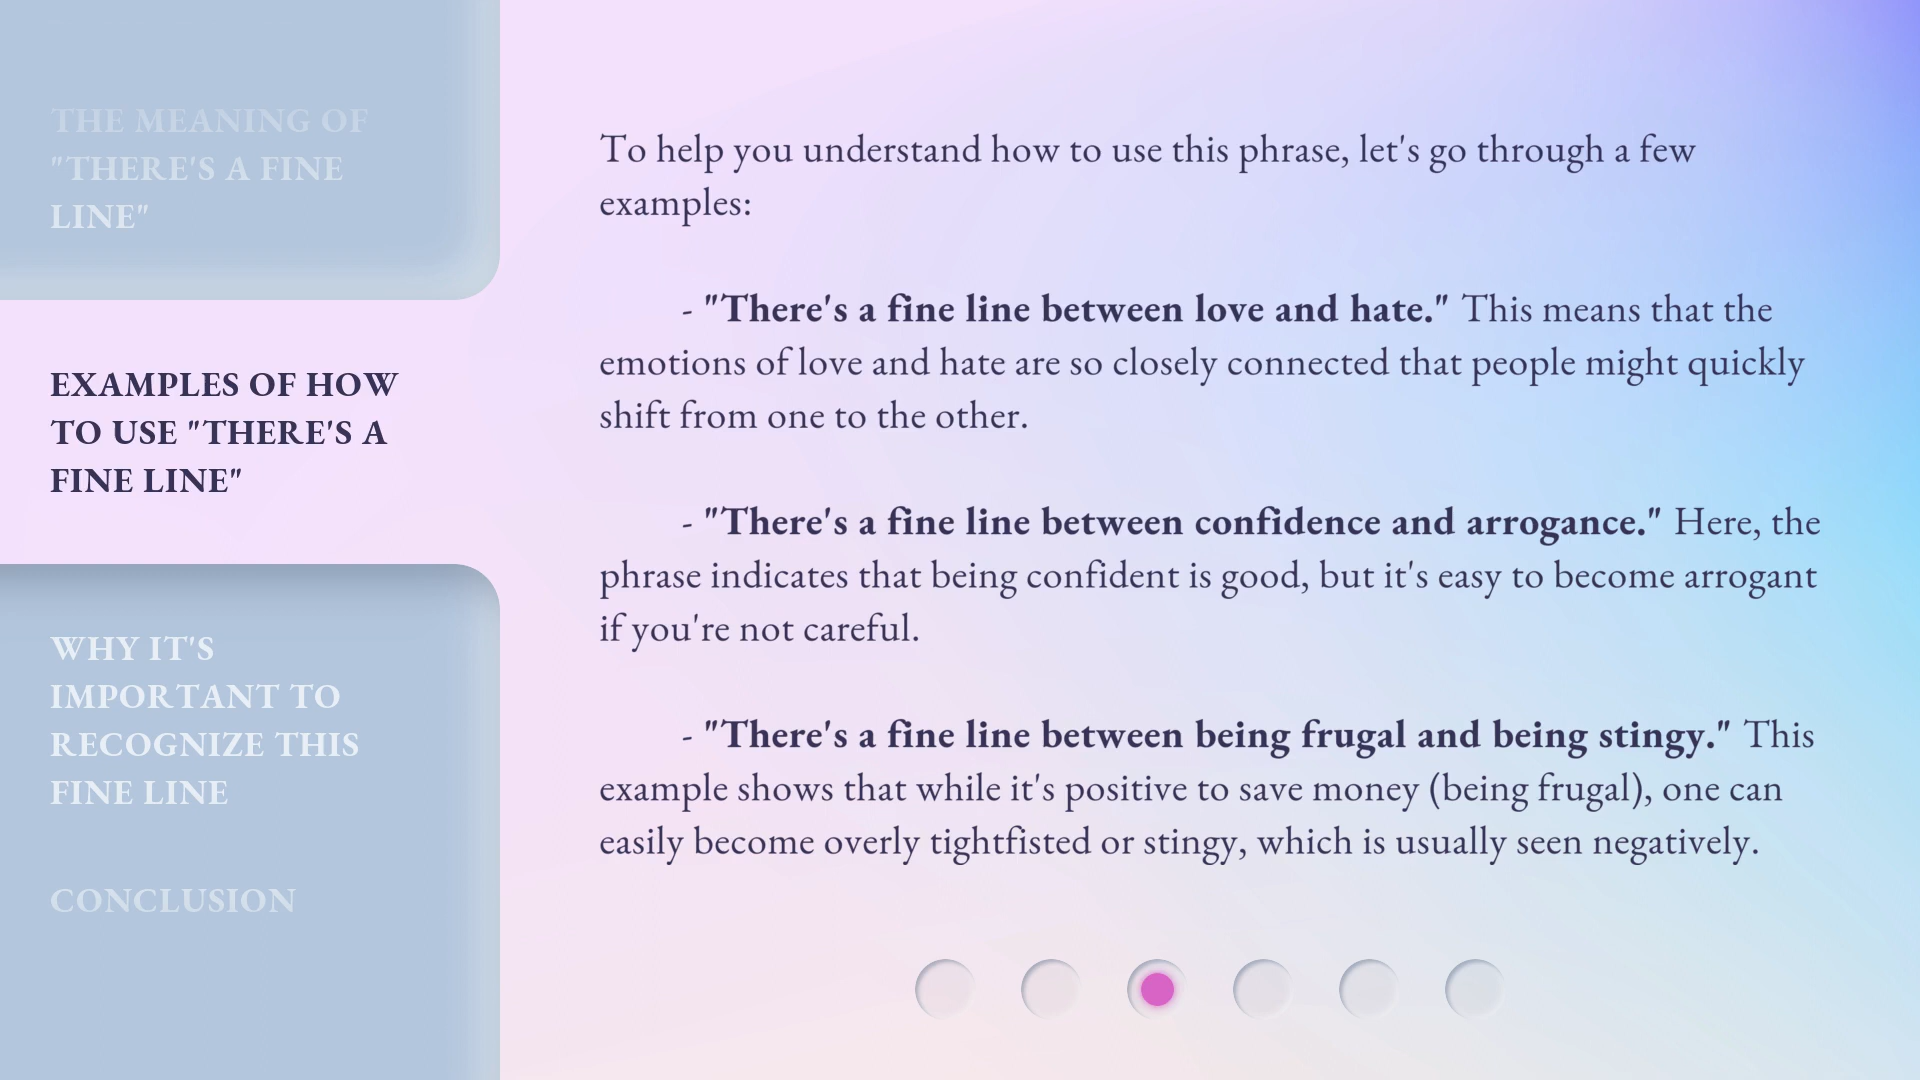 THE MEANING OF
"THERE'S A FINE
LINE"
EXAMPLES OF HOW
TO USE "THERE'S A
FINE LINE"
WHY IT'S
IMPORTANT TO
RECOGNIZE THIS
FINE LINE
CONCLUSION
To help you understand how to use this phrase, let's go through a few
examples:
- "There's a fine line between love and hate." This means that the
emotions of love and hate are so closely connected that people might quickly
shift from one to the other.
- "There's a fine line between confidence and arrogance." Here, the
phrase indicates that being confident is good, but it's easy to become arrogant
if you're not careful.
- "There's a fine line between being frugal and being stingy." This
example shows that while it's positive to save money (being frugal), one can
easily become overly tightfisted or stingy, which is usually seen negatively.